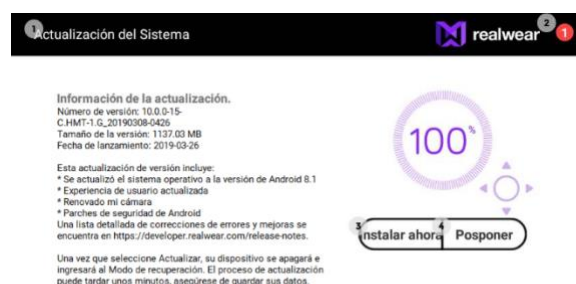 1 Actualización del Sistema
realwear 2 1
Información de la actualización.
Número de versión: 10.0.0-15-
C.HMT-1.G_20190308-0426
Tamaño de la versión: 1137.03 MB
Fecha de lanzamiento: 2019-03-26
Esta actualización de versión incluye:
* Se actualizó el sistema operativo a la versión de Android 8.1
* Experiencia de usuario actualizada
* Renovado mi cámara
* Parches de seguridad de Android
Una lista detallada de correcciones de errores y mejoras se
encuentra en https://developer.realwear.com/release-notes.
Una vez que seleccione Actualizar, su dispositivo se apagará e
ingresará al Modo de recuperación. El proceso de actualización
puede tardar unos minutos, asegúrese de guardar sus datos.
100%
3 Instalar ahora 4 Posponer